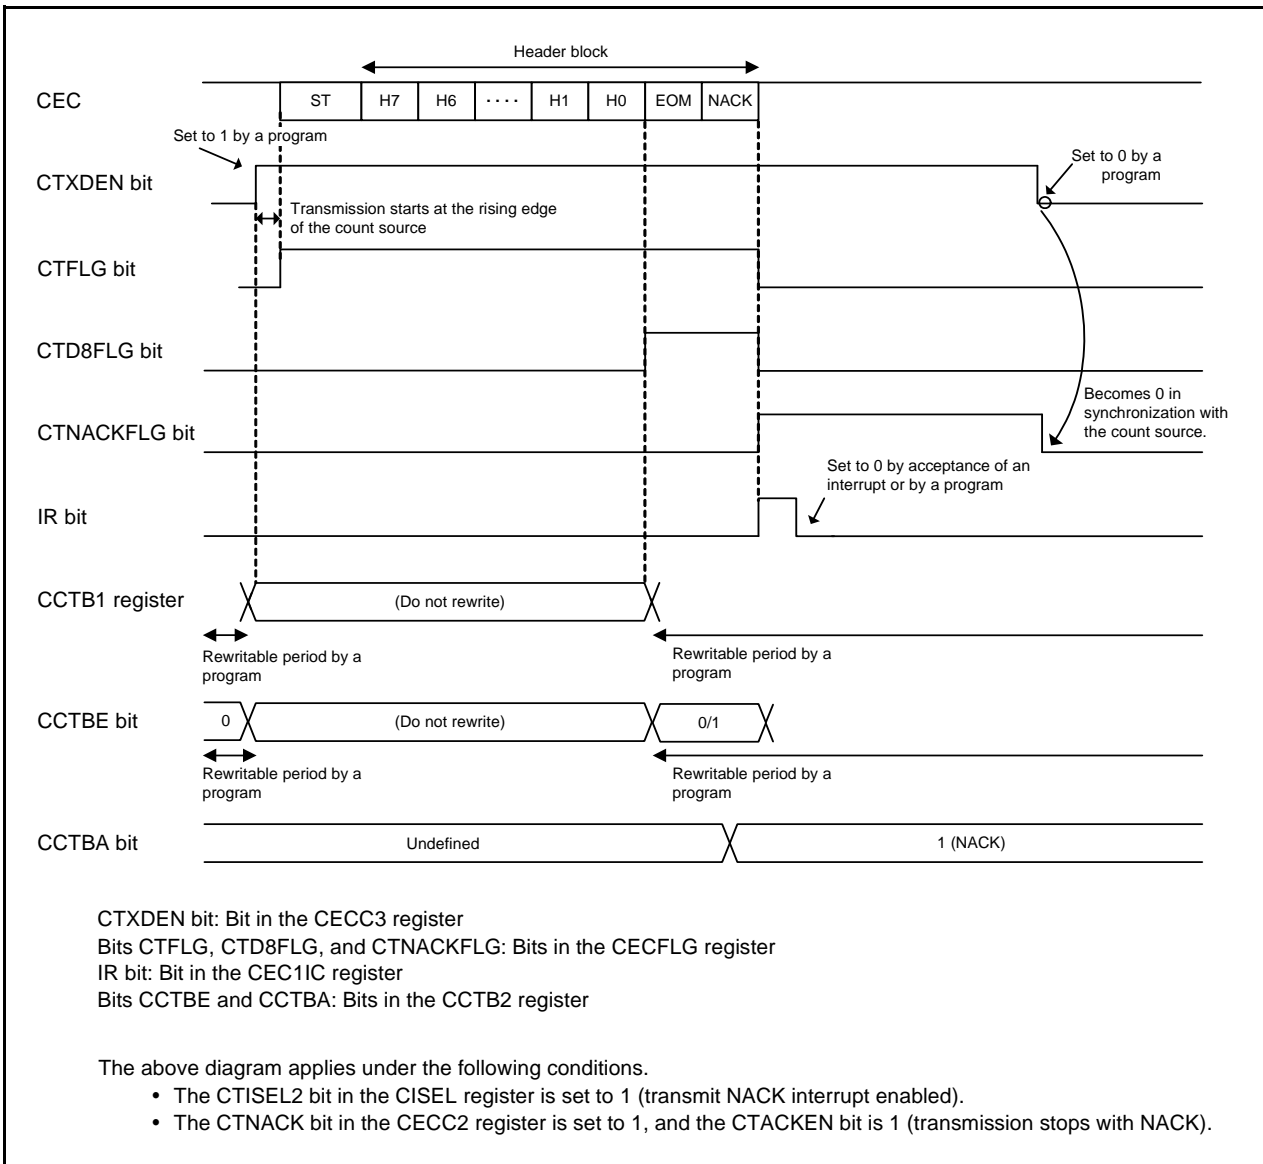 Header block
CEC
ST H7 H6 ···· H1 H0 EOM NACK
Set to 1 by a program
CTXDEN bit
Set to 0 by a
program
Transmission starts at the rising edge
of the count source
CTFLG bit
CTD8FLG bit
Becomes 0 in
synchronization with
the count source.
CTNACKFLG bit
Set to 0 by acceptance of an
interrupt or by a program
IR bit
CCTB1 register
(Do not rewrite)
Rewritable period by a
program
Rewritable period by a
program
CCTBE bit
0 (Do not rewrite) 0/1
Rewritable period by a
program
Rewritable period by a
program
CCTBA bit
Undefined 1 (NACK)
CTXDEN bit: Bit in the CECC3 register
Bits CTFLG, CTD8FLG, and CTNACKFLG: Bits in the CECFLG register
IR bit: Bit in the CEC1IC register
Bits CCTBE and CCTBA: Bits in the CCTB2 register
The above diagram applies under the following conditions.
• The CTISEL2 bit in the CISEL register is set to 1 (transmit NACK interrupt enabled).
• The CTNACK bit in the CECC2 register is set to 1, and the CTACKEN bit is 1 (transmission stops with NACK).